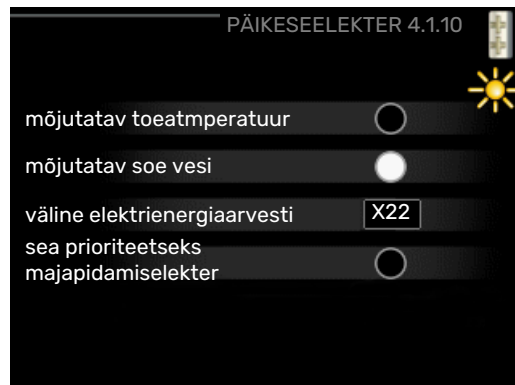 PÄIKESEELEKTER 4.1.10
mõjutatav toeatmperatuur
mõjutatav soe vesi
väline elektrienergiaarvesti X22
sea prioriteetseks
majapidamiselekter